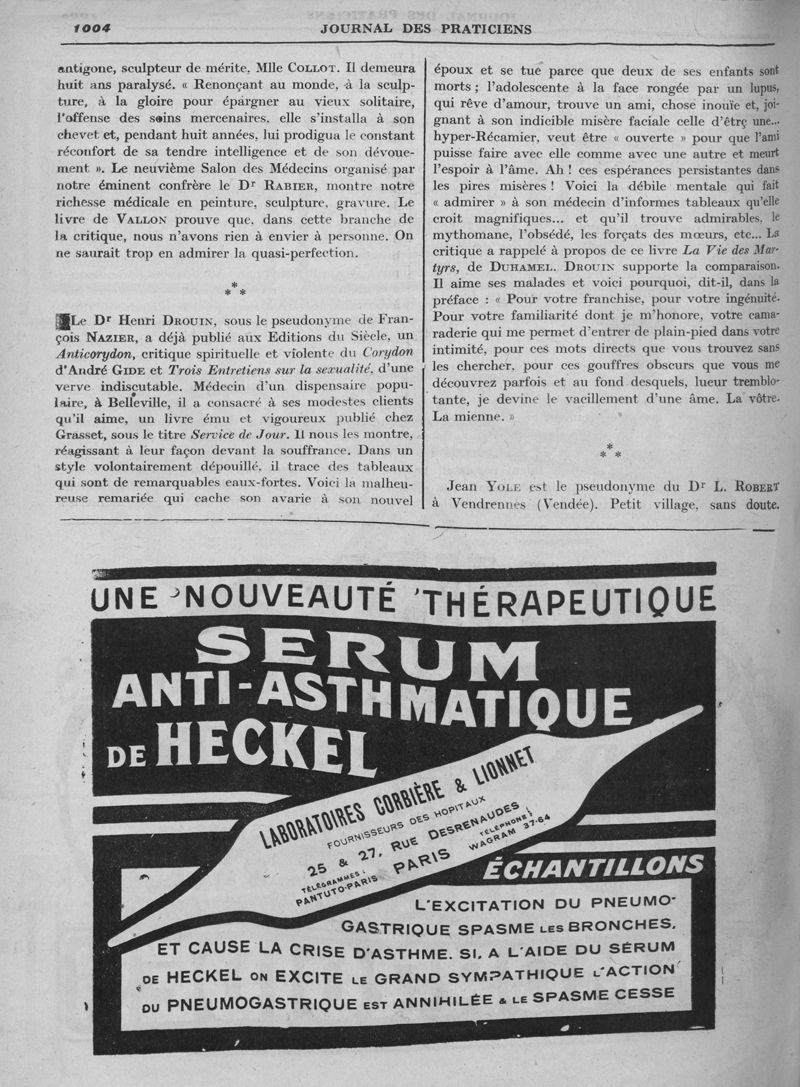 1004
JOURNAL DES PRATICIENS
antigone, sculpteur de mérite, Mlle COLLOT. Il demeura
huit ans paralysé. « Renonçant au monde, à la sculp-
ture, à la gloire pour épargner au vieux solitaire,
l'offense des soins mercenaires, elle s'installa à son
chevet et, pendant huit années, lui prodigua le constant
réconfort de sa tendre intelligence et de son dévoue-
ment ». Le neuvième Salon des Médecins organisé par
notre éminent confrère le Dr RABIER, montre notre
richesse médicale en peinture, sculpture, gravure. Le
livre de VALLON prouve que, dans cette branche de
la critique, nous n'avons rien à envier à personne. On
ne saurait trop en admirer la quasi-perfection.
*
* *
Le Dr Henri DROUIN, sous le pseudonyme de Fran-
çois NAZIER, a déjà publié aux Editions du Siècle, un
Anticorydon, critique spirituelle et violente du Corydon
d'André GIDE et Trois Entretiens sur la sexualité, d'une
verve indiscutable. Médecin d'un dispensaire popu-
laire, à Belleville, il a consacré à ses modestes clients
qu'il aime, un livre ému et vigoureux publié chez
Grasset, sous le titre Service de Jour. Il nous les montre,
réagissant à leur façon devant la souffrance. Dans un
style volontairement dépouillé, il trace des tableaux
qui sont de remarquables eaux-fortes. Voici la malheu-
reuse remariée qui cache son avarie à son nouvel
époux et se tue parce que deux de ses enfants sont
morts ; l'adolescente à la face rongée par un lupus,
qui rêve d'amour, trouve un ami, chose inouïe et, joi-
gnant à son indicible misère faciale celle d'être une...
hyper-Récamier, veut être « ouverte » pour que l'ami
puisse faire avec elle comme avec une autre et meurt
l'espoir à l'âme. Ah ! ces espérances persistantes dans
les pires misères ! Voici la débile mentale qui fait
« admirer » à son médecin d'informes tableaux qu'elle
croit magnifiques... et qu'il trouve admirables, le
mythomane, l'obsédé, les forçats des mœurs, etc... La
critique a rappelé à propos de ce livre La Vie des Mar-
tyrs, de DUHAMEL. DROUIN supporte la comparaison.
Il aime ses malades et voici pourquoi, dit-il, dans la
préface : « Pour votre franchise, pour votre ingénuité.
Pour votre familiarité dont je m'honore, votre cama-
raderie qui me permet d'entrer de plain-pied dans votre
intimité, pour ces mots directs que vous trouvez sans
les chercher, pour ces gouffres obscurs que vous me
découvrez parfois et au fond desquels, lueur tremblo-
tante, je devine le vacillement d'une âme. La vôtre.
La mienne. »
*
* *
Jean YOLE est le pseudonyme du Dr L. ROBERT
à Vendrennes (Vendée). Petit village, sans doute.
UNE NOUVEAUTÉ THÉRAPEUTIQUE
SERUM
ANTI-ASTHMATIQUE
DE HECKEL
LABORATOIRES CORBIÈRE & LIONNET
FOURNISSEURS DES HOPITAUX
25 & 27, RUE DESRENAUDES
TÉLÉGRAMMES : PANTUTO-PARIS
PARIS
TÉLÉPHONE : WAGRAM 37-64
ÉCHANTILLONS
L'EXCITATION DU PNEUMO-
GASTRIQUE SPASME LES BRONCHES,
ET CAUSE LA CRISE D'ASTHME. SI, A L'AIDE DU SÉRUM
DE HECKEL ON EXCITE LE GRAND SYMPATHIQUE L'ACTION
DU PNEUMOGASTRIQUE EST ANNIHILÉE & LE SPASME CESSE